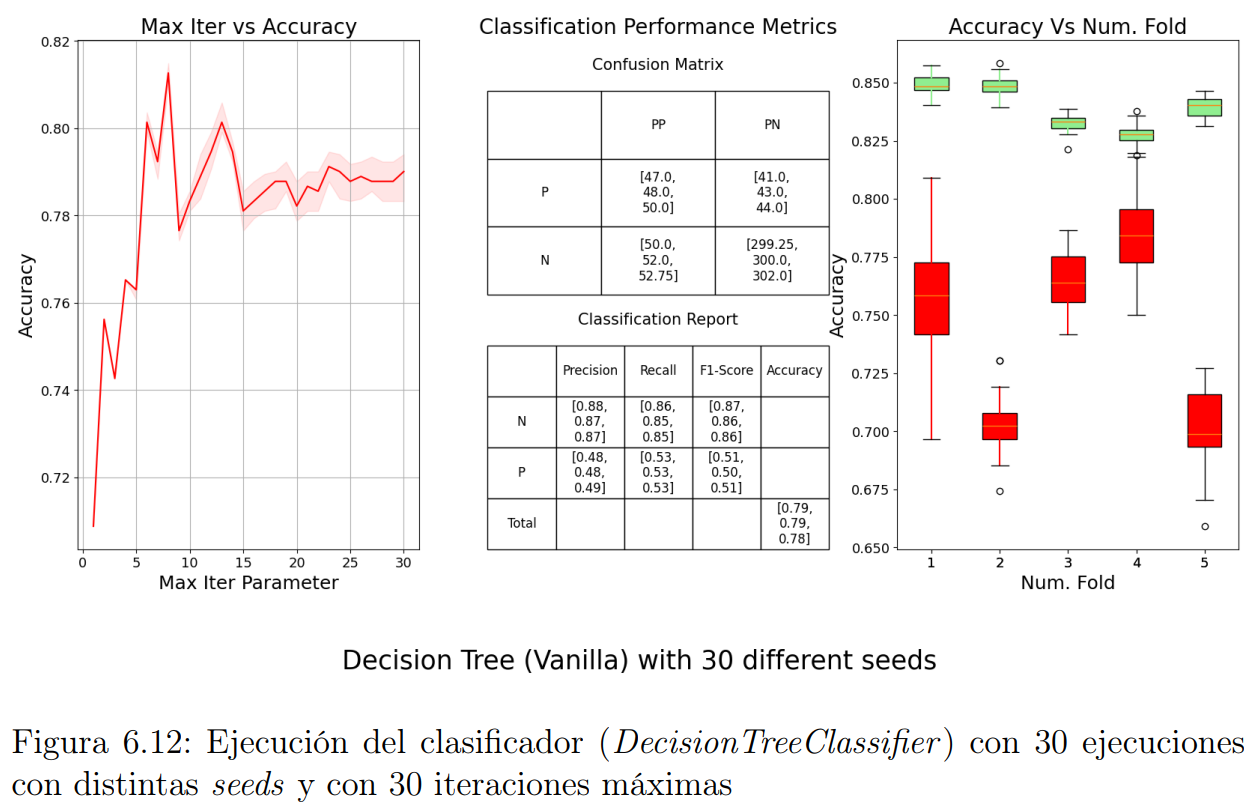 Max Iter vs Accuracy
Accuracy
0.82
0.80
0.78
0.76
0.74
0.72
0 5 10 15 20 25 30
Max Iter Parameter
Classification Performance Metrics
Confusion Matrix
PP PN
P [47.0, 48.0, 50.0] [41.0, 43.0, 44.0]
N [50.0, 52.0, 52.75] [299.25, 300.0, 302.0]
Classification Report
Precision Recall F1-Score Accuracy
N [0.88, 0.87, 0.87] [0.86, 0.85, 0.85] [0.87, 0.86, 0.86]
P [0.48, 0.48, 0.49] [0.53, 0.53, 0.53] [0.51, 0.50, 0.51]
Total [0.79, 0.79, 0.78]
Accuracy Vs Num. Fold
Accuracy
0.850
0.825
0.800
0.775
0.750
0.725
0.700
0.675
0.650
1 2 3 4 5
Num. Fold
Decision Tree (Vanilla) with 30 different seeds
Figura 6.12: Ejecución del clasificador (DecisionTreeClassifier) con 30 ejecuciones
con distintas seeds y con 30 iteraciones máximas